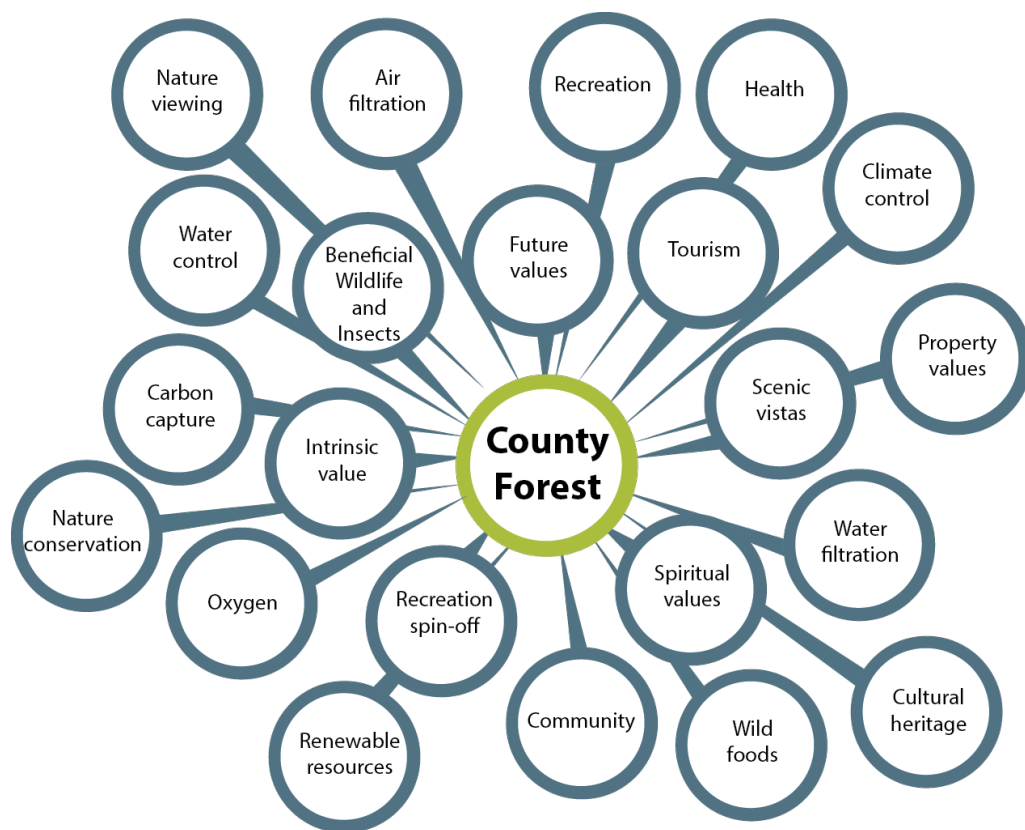 Nature
viewing
Air
filtration
Recreation
Health
Climate
control
Water
control
Beneficial
Wildlife
and
Insects
Future
values
Tourism
Property
values
Carbon
capture
Intrinsic
value
County
Forest
Scenic
vistas
Nature
conservation
Oxygen
Recreation
spin-off
Spiritual
values
Water
filtration
Renewable
resources
Community
Wild
foods
Cultural
heritage